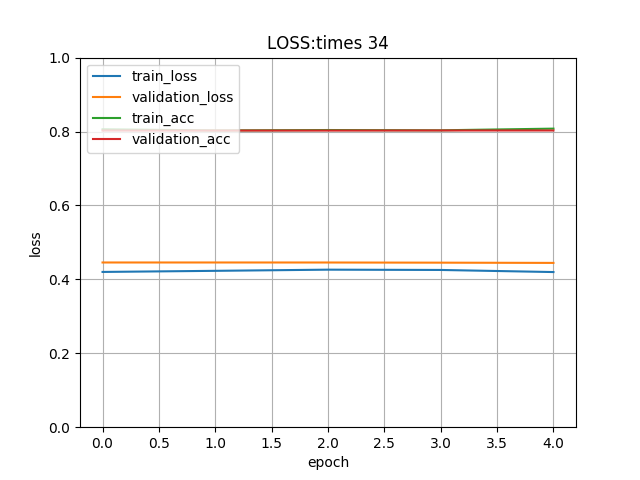 LOSS:times 34
1.0
0.8
0.6
0.4
0.2
0.0
loss
train_loss
validation_loss
train_acc
validation_acc
0.0 0.5 1.0 1.5 2.0 2.5 3.0 3.5 4.0
epoch